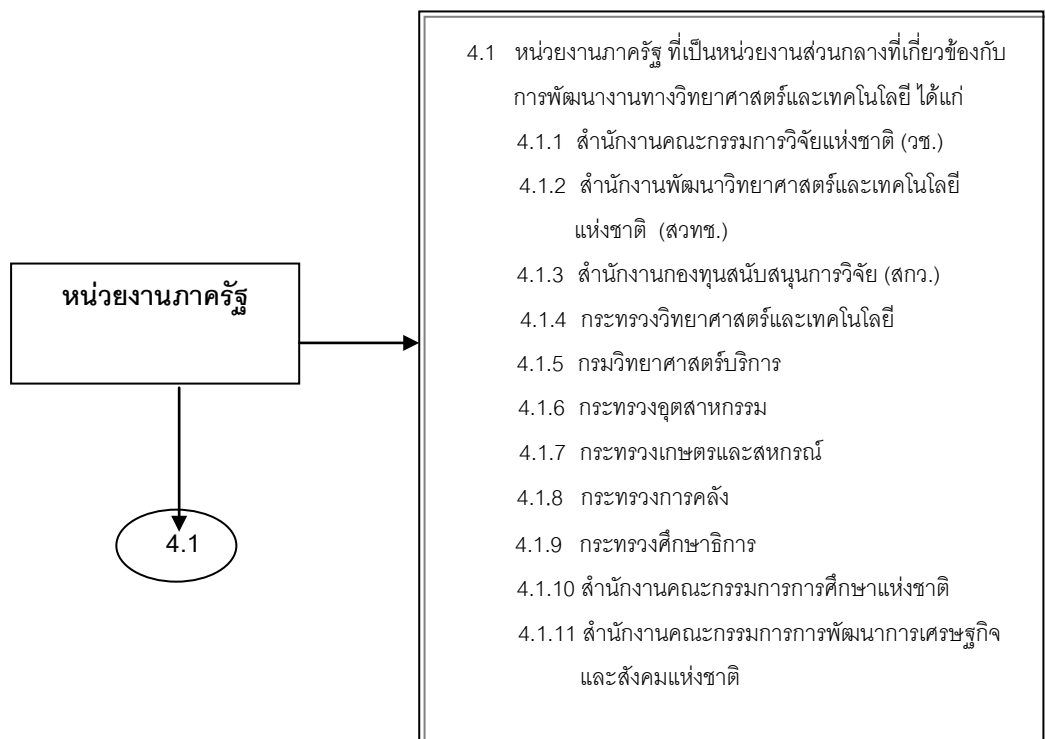 หน่วยงานภาครัฐ
4.1
4.1 หน่วยงานภาครัฐ ที่เป็นหน่วยงานส่วนกลางที่เกี่ยวข้องกับ
การพัฒนางานทางวิทยาศาสตร์และเทคโนโลยี ได้แก่
4.1.1 สำนักงานคณะกรรมการวิจัยแห่งชาติ (วช.)
4.1.2 สำนักงานพัฒนาวิทยาศาสตร์และเทคโนโลยี
แห่งชาติ (สวทช.)
4.1.3 สำนักงานกองทุนสนับสนุนการวิจัย (สกว.)
4.1.4 กระทรวงวิทยาศาสตร์และเทคโนโลยี
4.1.5 กรมวิทยาศาสตร์บริการ
4.1.6 กระทรวงอุตสาหกรรม
4.1.7 กระทรวงเกษตรและสหกรณ์
4.1.8 กระทรวงการคลัง
4.1.9 กระทรวงศึกษาธิการ
4.1.10 สำนักงานคณะกรรมการการศึกษาแห่งชาติ
4.1.11 สำนักงานคณะกรรมการการพัฒนาการเศรษฐกิจ
และสังคมแห่งชาติ